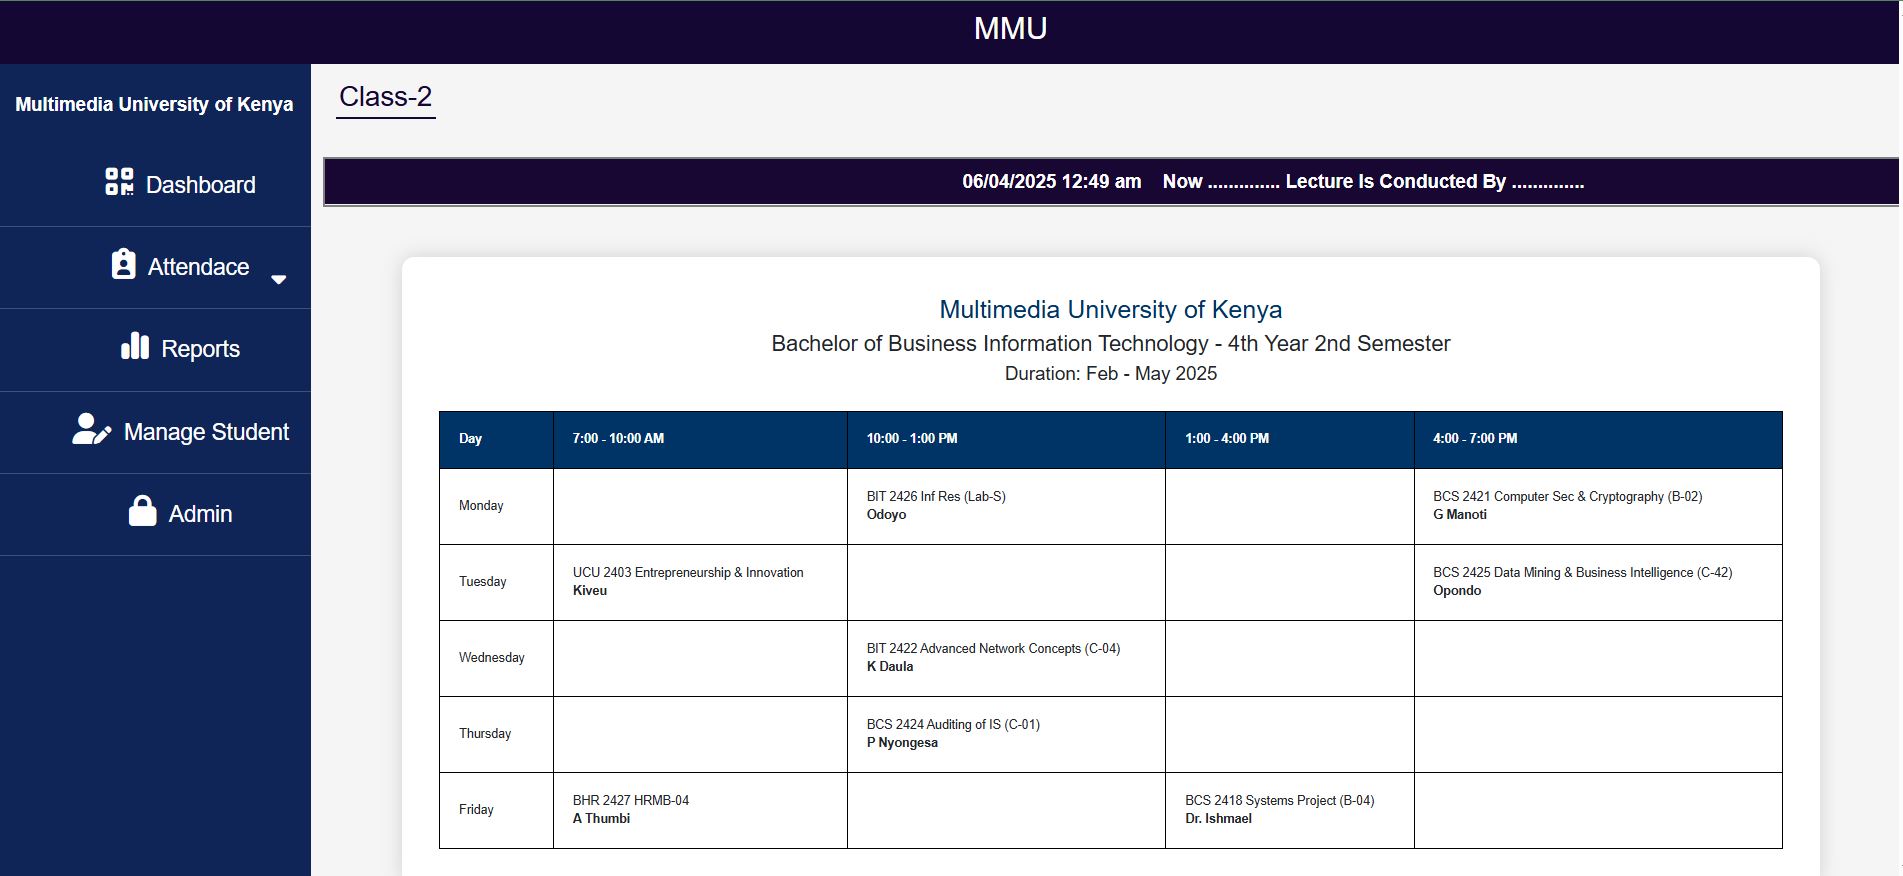 MMU
Multimedia University of Kenya
Dashboard
Attendace
Reports
Manage Student
Admin
Class-2
06/04/2025 12:49 am Now .............. Lecture Is Conducted By ..............
Multimedia University of Kenya
Bachelor of Business Information Technology - 4th Year 2nd Semester
Duration: Feb - May 2025
Day 7:00 - 10:00 AM 10:00 - 1:00 PM 1:00 - 4:00 PM 4:00 - 7:00 PM
Monday
BIT 2426 Inf Res (Lab-S)
Odoyo
BCS 2421 Computer Sec & Cryptography (B-02)
G Manoti
Tuesday
UCU 2403 Entrepreneurship & Innovation
Kiveu
BCS 2425 Data Mining & Business Intelligence (C-42)
Opondo
Wednesday
BIT 2422 Advanced Network Concepts (C-04)
K Daula
Thursday
BCS 2424 Auditing of IS (C-01)
P Nyongesa
Friday
BHR 2427 HRMB-04
A Thumbi
BCS 2418 Systems Project (B-04)
Dr. Ishmael